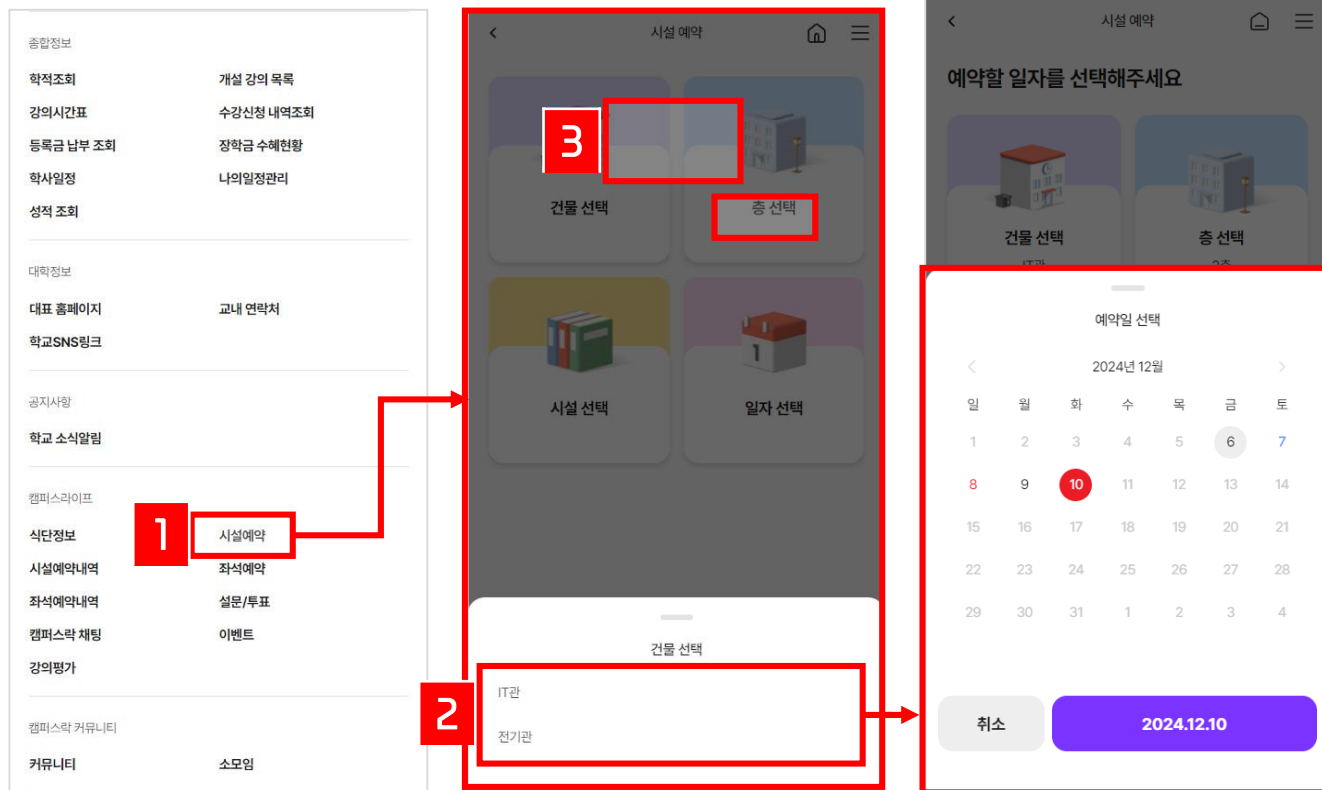 종합정보
학적조회 개설 강의 목록
강의시간표 수강신청 내역조회
등록금 납부 조회 장학금 수혜현황
학사일정 나의일정관리
성적 조회
대학정보
대표 홈페이지 교내 연락처
학교SNS링크
공지사항
학교 소식알림
캠퍼스라이프
식단정보 1 시설예약
시설예약내역 좌석예약
좌석예약내역 설문/투표
캠퍼스락 채팅 이벤트
강의평가
캠퍼스락 커뮤니티
커뮤니티 소모임
시설 예약
3
건물 선택 층 선택
1
시설 선택 일자 선택
건물 선택
2
IT관
전기관
시설 예약
예약할 일자를 선택해주세요
건물 선택 층 선택
IT관 2층
예약일 선택
2024년 12월
일 월 화 수 목 금 토
1 2 3 4 5 6 7
8 9 10 11 12 13 14
15 16 17 18 19 20 21
22 23 24 25 26 27 28
29 30 31 1 2 3 4
취소 2024.12.10